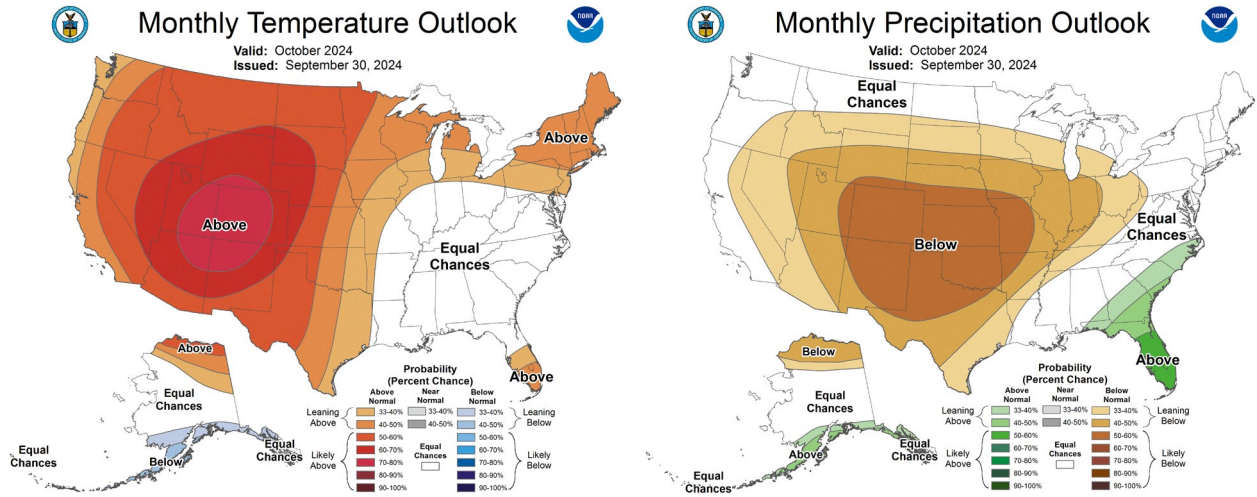 Monthly Temperature Outlook
Valid: October 2024
Issued: September 30, 2024
NOAA
Above
Above
Equal
Chances
Above
Above
Equal
Chances
Below
Equal
Chances
Equal
Chances
Probability
(Percent Chance)
Above
Normal
Near
Normal
Below
Normal
Leaning
Above
33-40%
33-40%
33-40%
Leaning
Below
40-50%
40-50%
40-50%
Likely
Above
50-60%
50-60%
Likely
Below
60-70%
60-70%
70-80%
Equal
Chances
70-80%
80-90%
80-90%
90-100%
90-100%
Monthly Precipitation Outlook
Valid: October 2024
Issued: September 30, 2024
NOAA
Equal
Chances
Below
Equal
Chances
Above
Below
Equal
Chances
Above
Equal
Chances
Equal
Chances
Probability
(Percent Chance)
Above
Normal
Near
Normal
Below
Normal
Leaning
Above
33-40%
33-40%
33-40%
Leaning
Below
40-50%
40-50%
40-50%
Likely
Above
50-60%
50-60%
Likely
Below
60-70%
60-70%
70-80%
Equal
Chances
70-80%
80-90%
80-90%
90-100%
90-100%